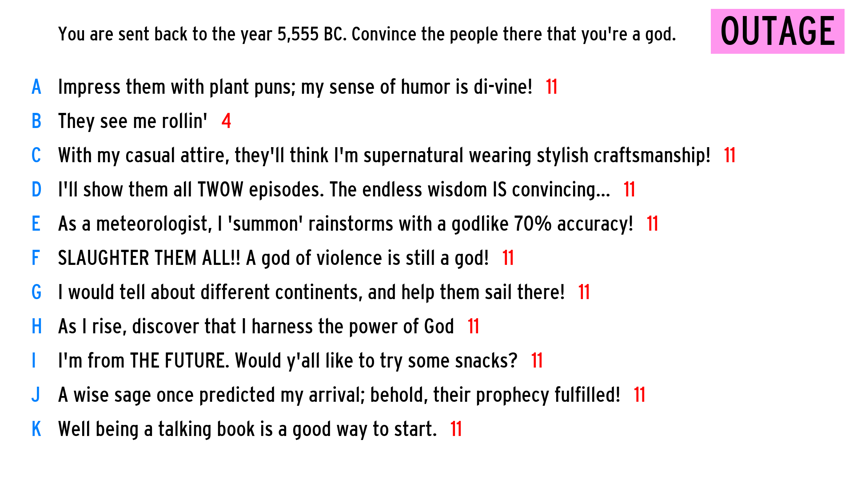 You are sent back to the year 5,555 BC. Convince the people there that you're a god.
OUTAGE
A Impress them with plant puns; my sense of humor is di-vine! 11
B They see me rollin' 4
C With my casual attire, they'll think I'm supernatural wearing stylish craftsmanship! 11
D I'll show them all TWOW episodes. The endless wisdom IS convincing... 11
E As a meteorologist, I 'summon' rainstorms with a godlike 70% accuracy! 11
F SLAUGHTER THEM ALL!! A god of violence is still a god! 11
G I would tell about different continents, and help them sail there! 11
H As I rise, discover that I harness the power of God 11
I I'm from THE FUTURE. Would y'all like to try some snacks? 11
J A wise sage once predicted my arrival; behold, their prophecy fulfilled! 11
K Well being a talking book is a good way to start. 11